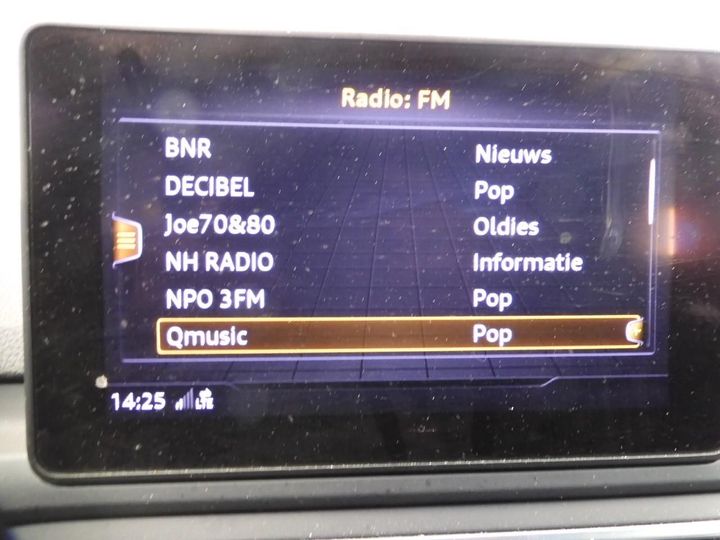 Radio: FM
BNR Nieuws
DECIBEL Pop
Joe70&80 Oldies
NH RADIO Informatie
NPO 3FM Pop
Qmusic Pop
14:25 LTE